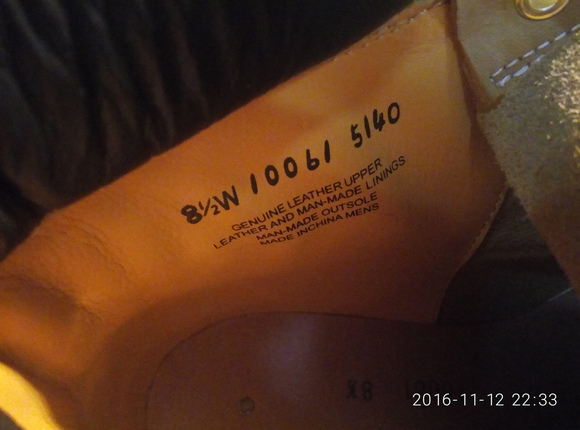 8½W 10061 5140
GENUINE LEATHER UPPER
LEATHER AND MAN-MADE LININGS
MAN-MADE OUTSOLE
MADE INCHINA MENS
X8
2016-11-12 22:33